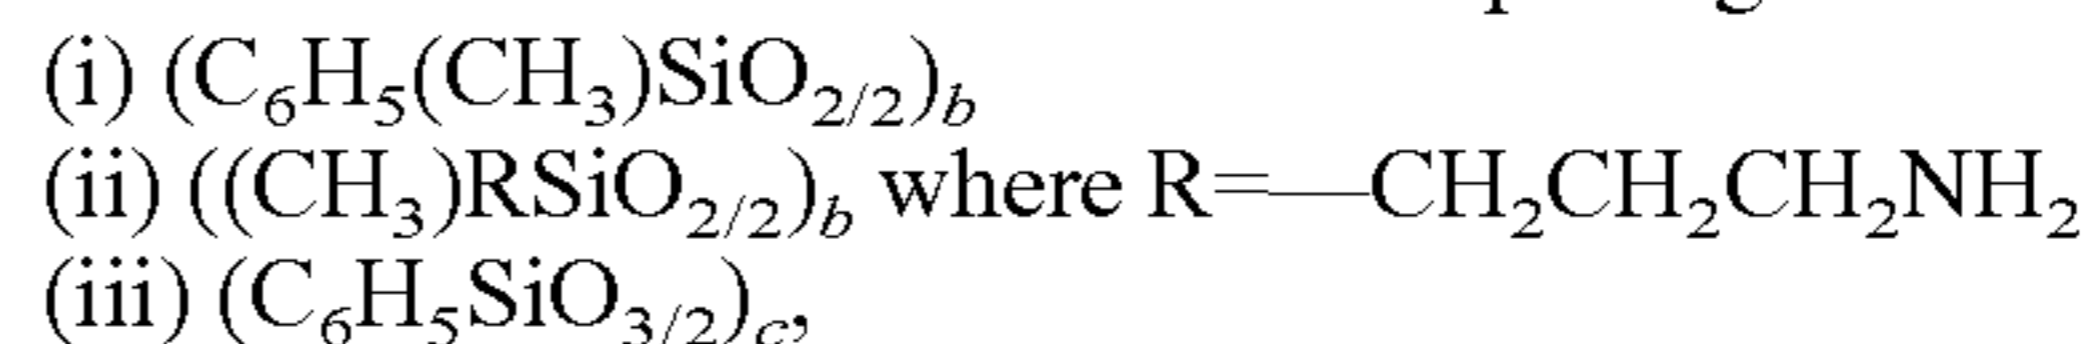 (i) (C₆H₅(CH₃)SiO₂/₂)b
(ii) ((CH₃)RSiO₂/₂)b where R=—CH₂CH₂CH₂NH₂
(iii) (C₆H₅SiO₃/₂)c,